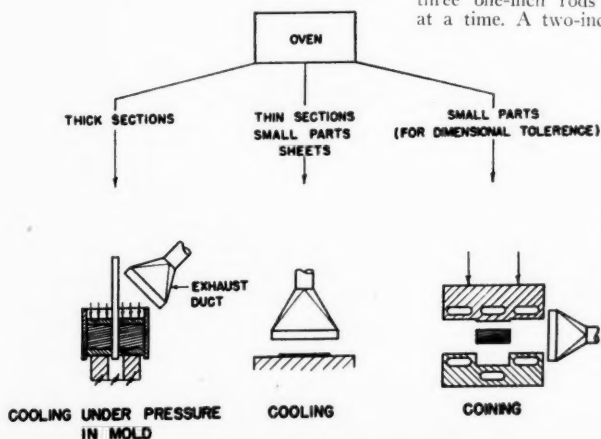 three one-inch rods
at a time. A two-inc
OVEN
THICK SECTIONS
THIN SECTIONS
SMALL PARTS
SHEETS
SMALL PARTS
(FOR DIMENSIONAL TOLERENCE)
EXHAUST
DUCT
COOLING UNDER PRESSURE
IN MOLD
COOLING
COINING